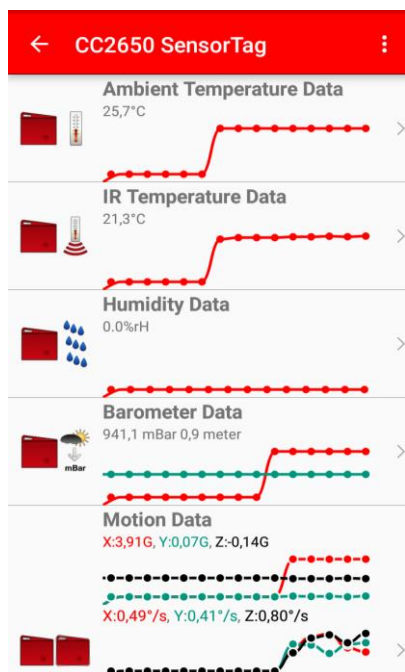 CC2650 SensorTag
Ambient Temperature Data
25,7°C
IR Temperature Data
21,3°C
Humidity Data
0.0%rH
Barometer Data
941,1 mBar 0,9 meter
mBar
Motion Data
X:3,91G, Y:0,07G, Z:-0,14G
X:0,49°/s, Y:0,41°/s, Z:0,80°/s